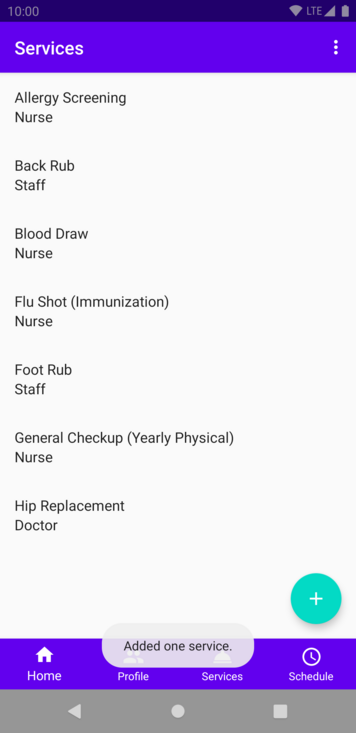 10:00
LTE
Services
Allergy Screening
Nurse
Back Rub
Staff
Blood Draw
Nurse
Flu Shot (Immunization)
Nurse
Foot Rub
Staff
General Checkup (Yearly Physical)
Nurse
Hip Replacement
Doctor
+
Added one service.
Home
Profile
Services
Schedule